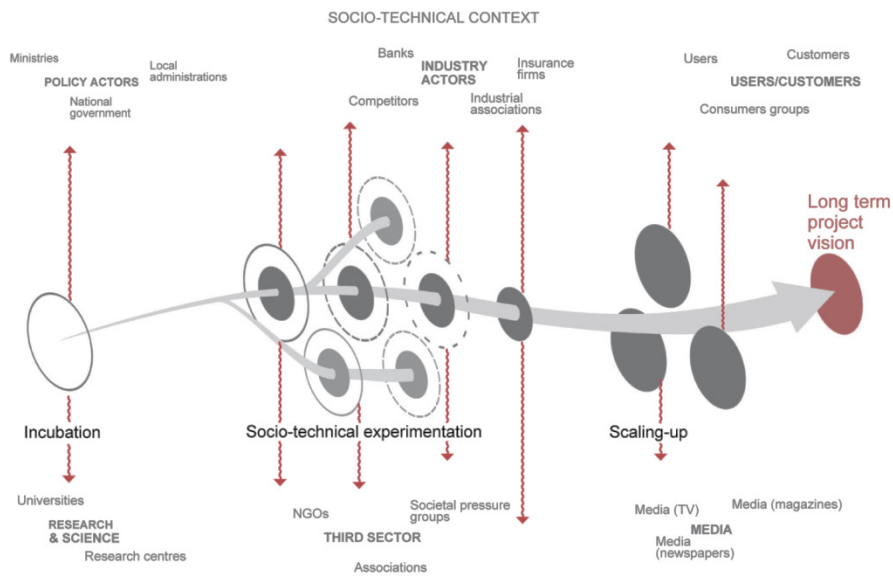 SOCIO-TECHNICAL CONTEXT
Ministries
POLICY ACTORS
Local
administrations
National
government
Banks
INDUSTRY
ACTORS
Insurance
firms
Competitors
Industrial
associations
Users
Customers
USERS/CUSTOMERS
Consumers groups
Long term
project
vision
Incubation
Socio-technical experimentation
Scaling-up
Universities
RESEARCH
& SCIENCE
Research centres
NGOs
Societal pressure
groups
THIRD SECTOR
Associations
Media (TV)
Media (magazines)
MEDIA
Media
(newspapers)